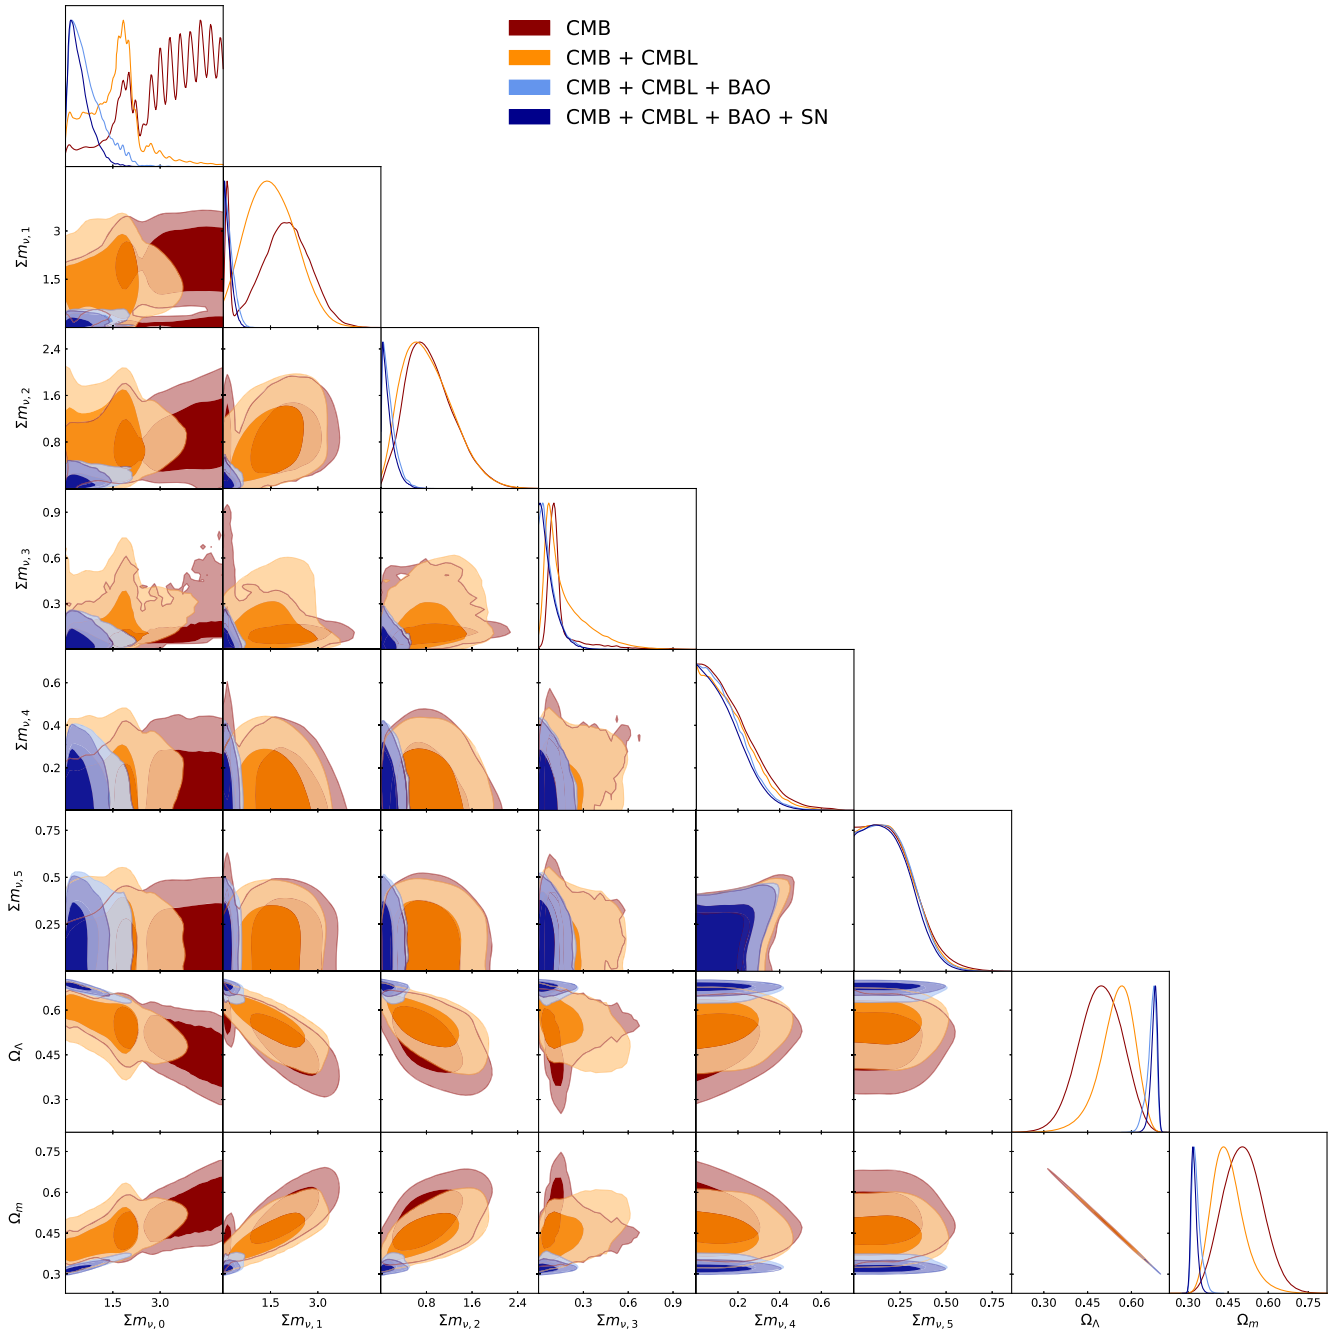 CMB
CMB + CMBL
CMB + CMBL + BAO
CMB + CMBL + BAO + SN
Σm_{ν,1}
3
1.5
Σm_{ν,2}
2.4
1.6
0.8
Σm_{ν,3}
0.9
0.6
0.3
Σm_{ν,4}
0.6
0.4
0.2
Σm_{ν,5}
0.75
0.50
0.25
Ω_Λ
0.6
0.45
0.3
Ω_m
0.75
0.6
0.45
0.3
1.5 3.0 1.5 3.0 0.8 1.6 2.4 0.3 0.6 0.9 0.2 0.4 0.6 0.25 0.50 0.75 0.30 0.45 0.60 0.30 0.45 0.60 0.75
Σm_{ν,0} Σm_{ν,1} Σm_{ν,2} Σm_{ν,3} Σm_{ν,4} Σm_{ν,5} Ω_Λ Ω_m